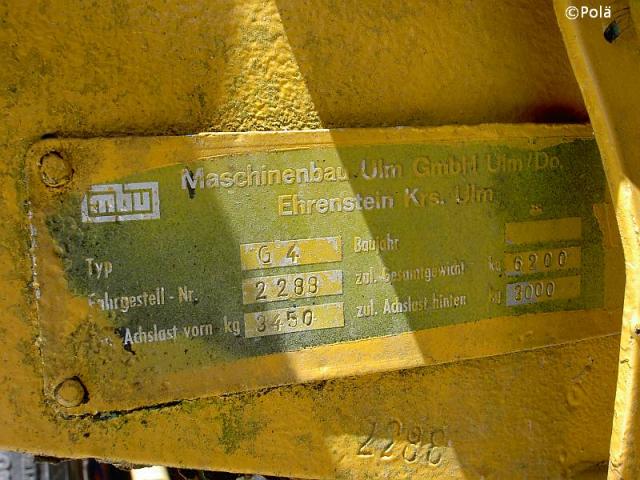 ©Polä
mbu
Maschinenbau Ulm GmbH Ulm/Do.
Ehrenstein Krs. Ulm
Typ G 4 Baujahr
Fahrgestell-Nr. 2288 zul. Gesamtgewicht kg 6200
Achslast vorn kg 3450 zul. Achslast hinten kg 3000
2288